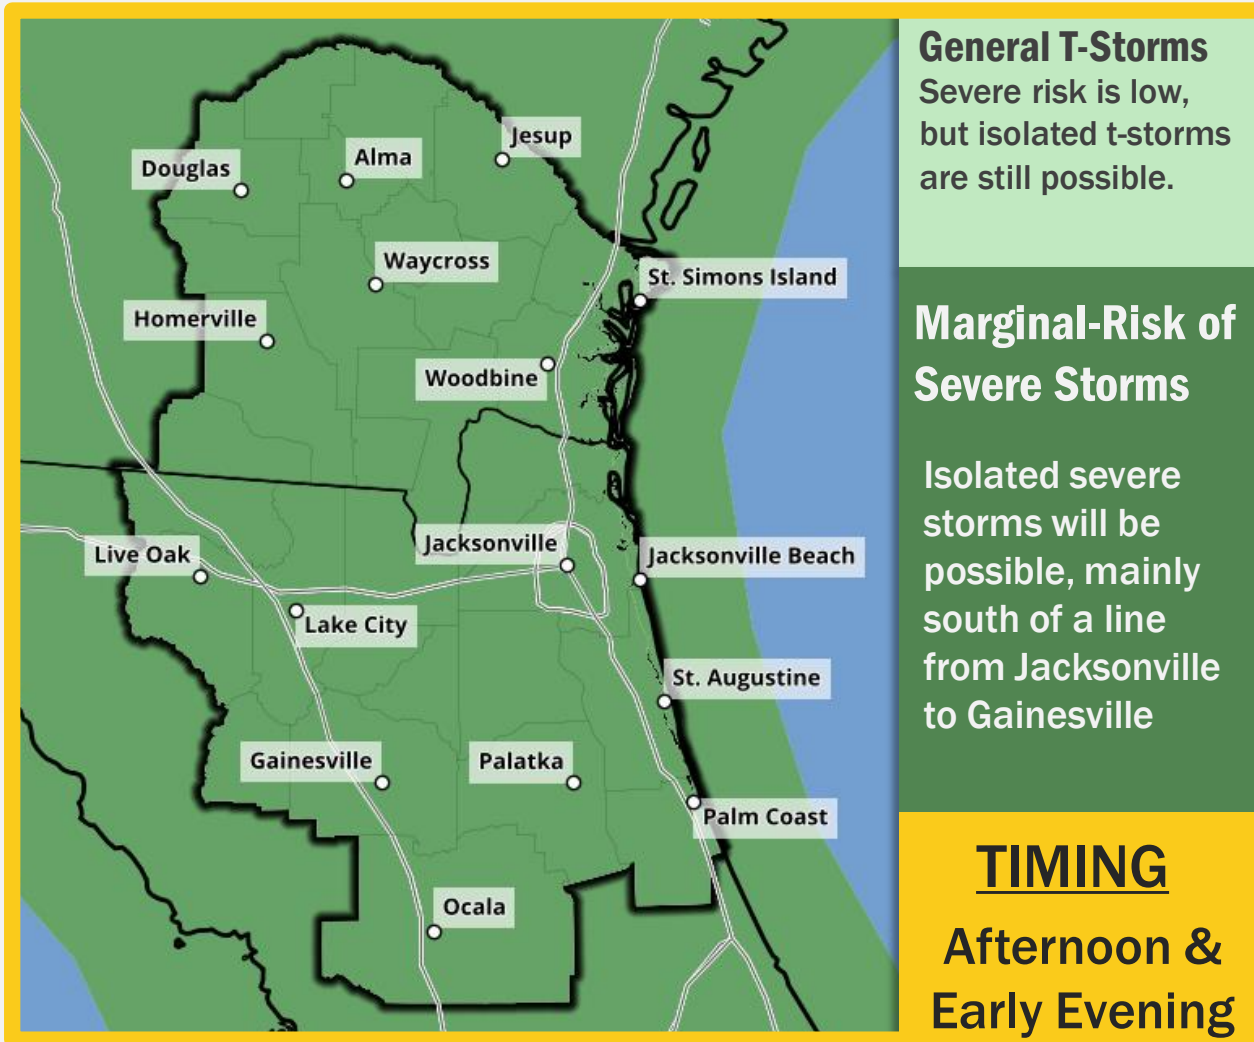 Jesup
Alma
Douglas
Waycross
St. Simons Island
Homerville
Woodbine
Jacksonville
Jacksonville Beach
Live Oak
Lake City
St. Augustine
Gainesville
Palatka
Palm Coast
Ocala
General T-Storms
Severe risk is low,
but isolated t-storms
are still possible.
Marginal-Risk of
Severe Storms
Isolated severe
storms will be
possible, mainly
south of a line
from Jacksonville
to Gainesville
TIMING
Afternoon &
Early Evening